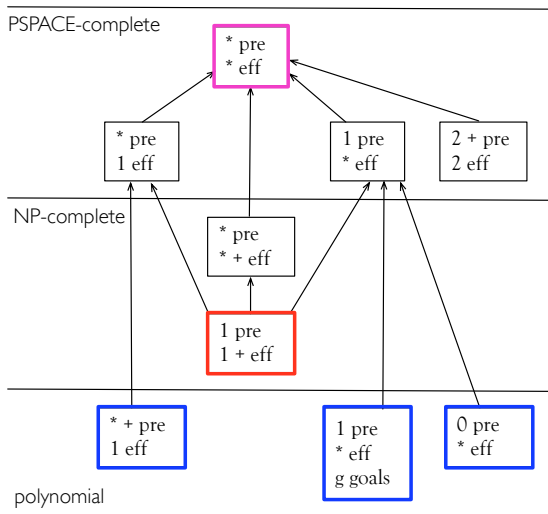 PSPACE-complete
* pre
* eff
* pre
1 eff
1 pre
* eff
2 + pre
2 eff
NP-complete
* pre
* + eff
1 pre
1 + eff
* + pre
1 eff
1 pre
* eff
g goals
0 pre
* eff
polynomial